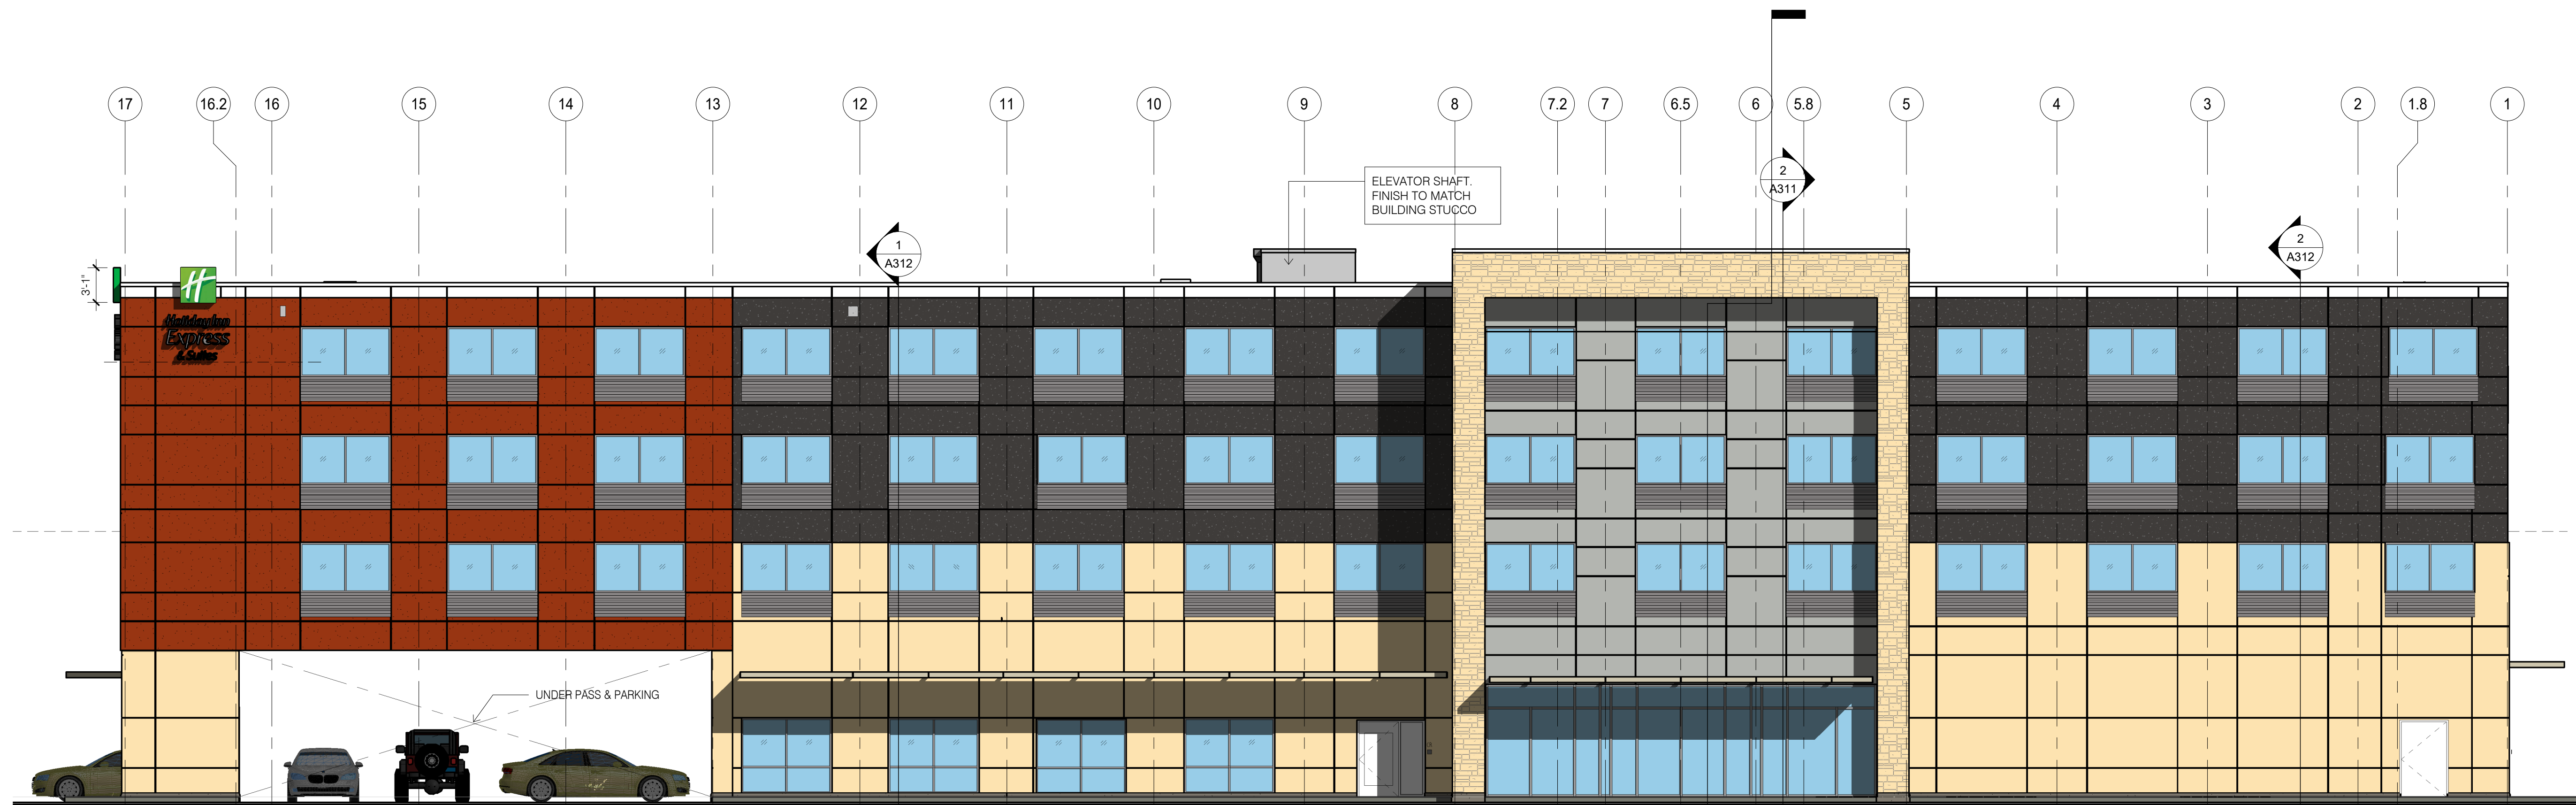 17
16.2
16
15
14
13
12
11
10
9
8
7.2
7
6.5
6
5.8
5
4
3
2
1.8
1
ELEVATOR SHAFT.
FINISH TO MATCH
BUILDING STUCCO
2
A311
1
A312
2
A312
3'-1"
H
Holiday Inn
Express
& Suites
UNDER PASS & PARKING